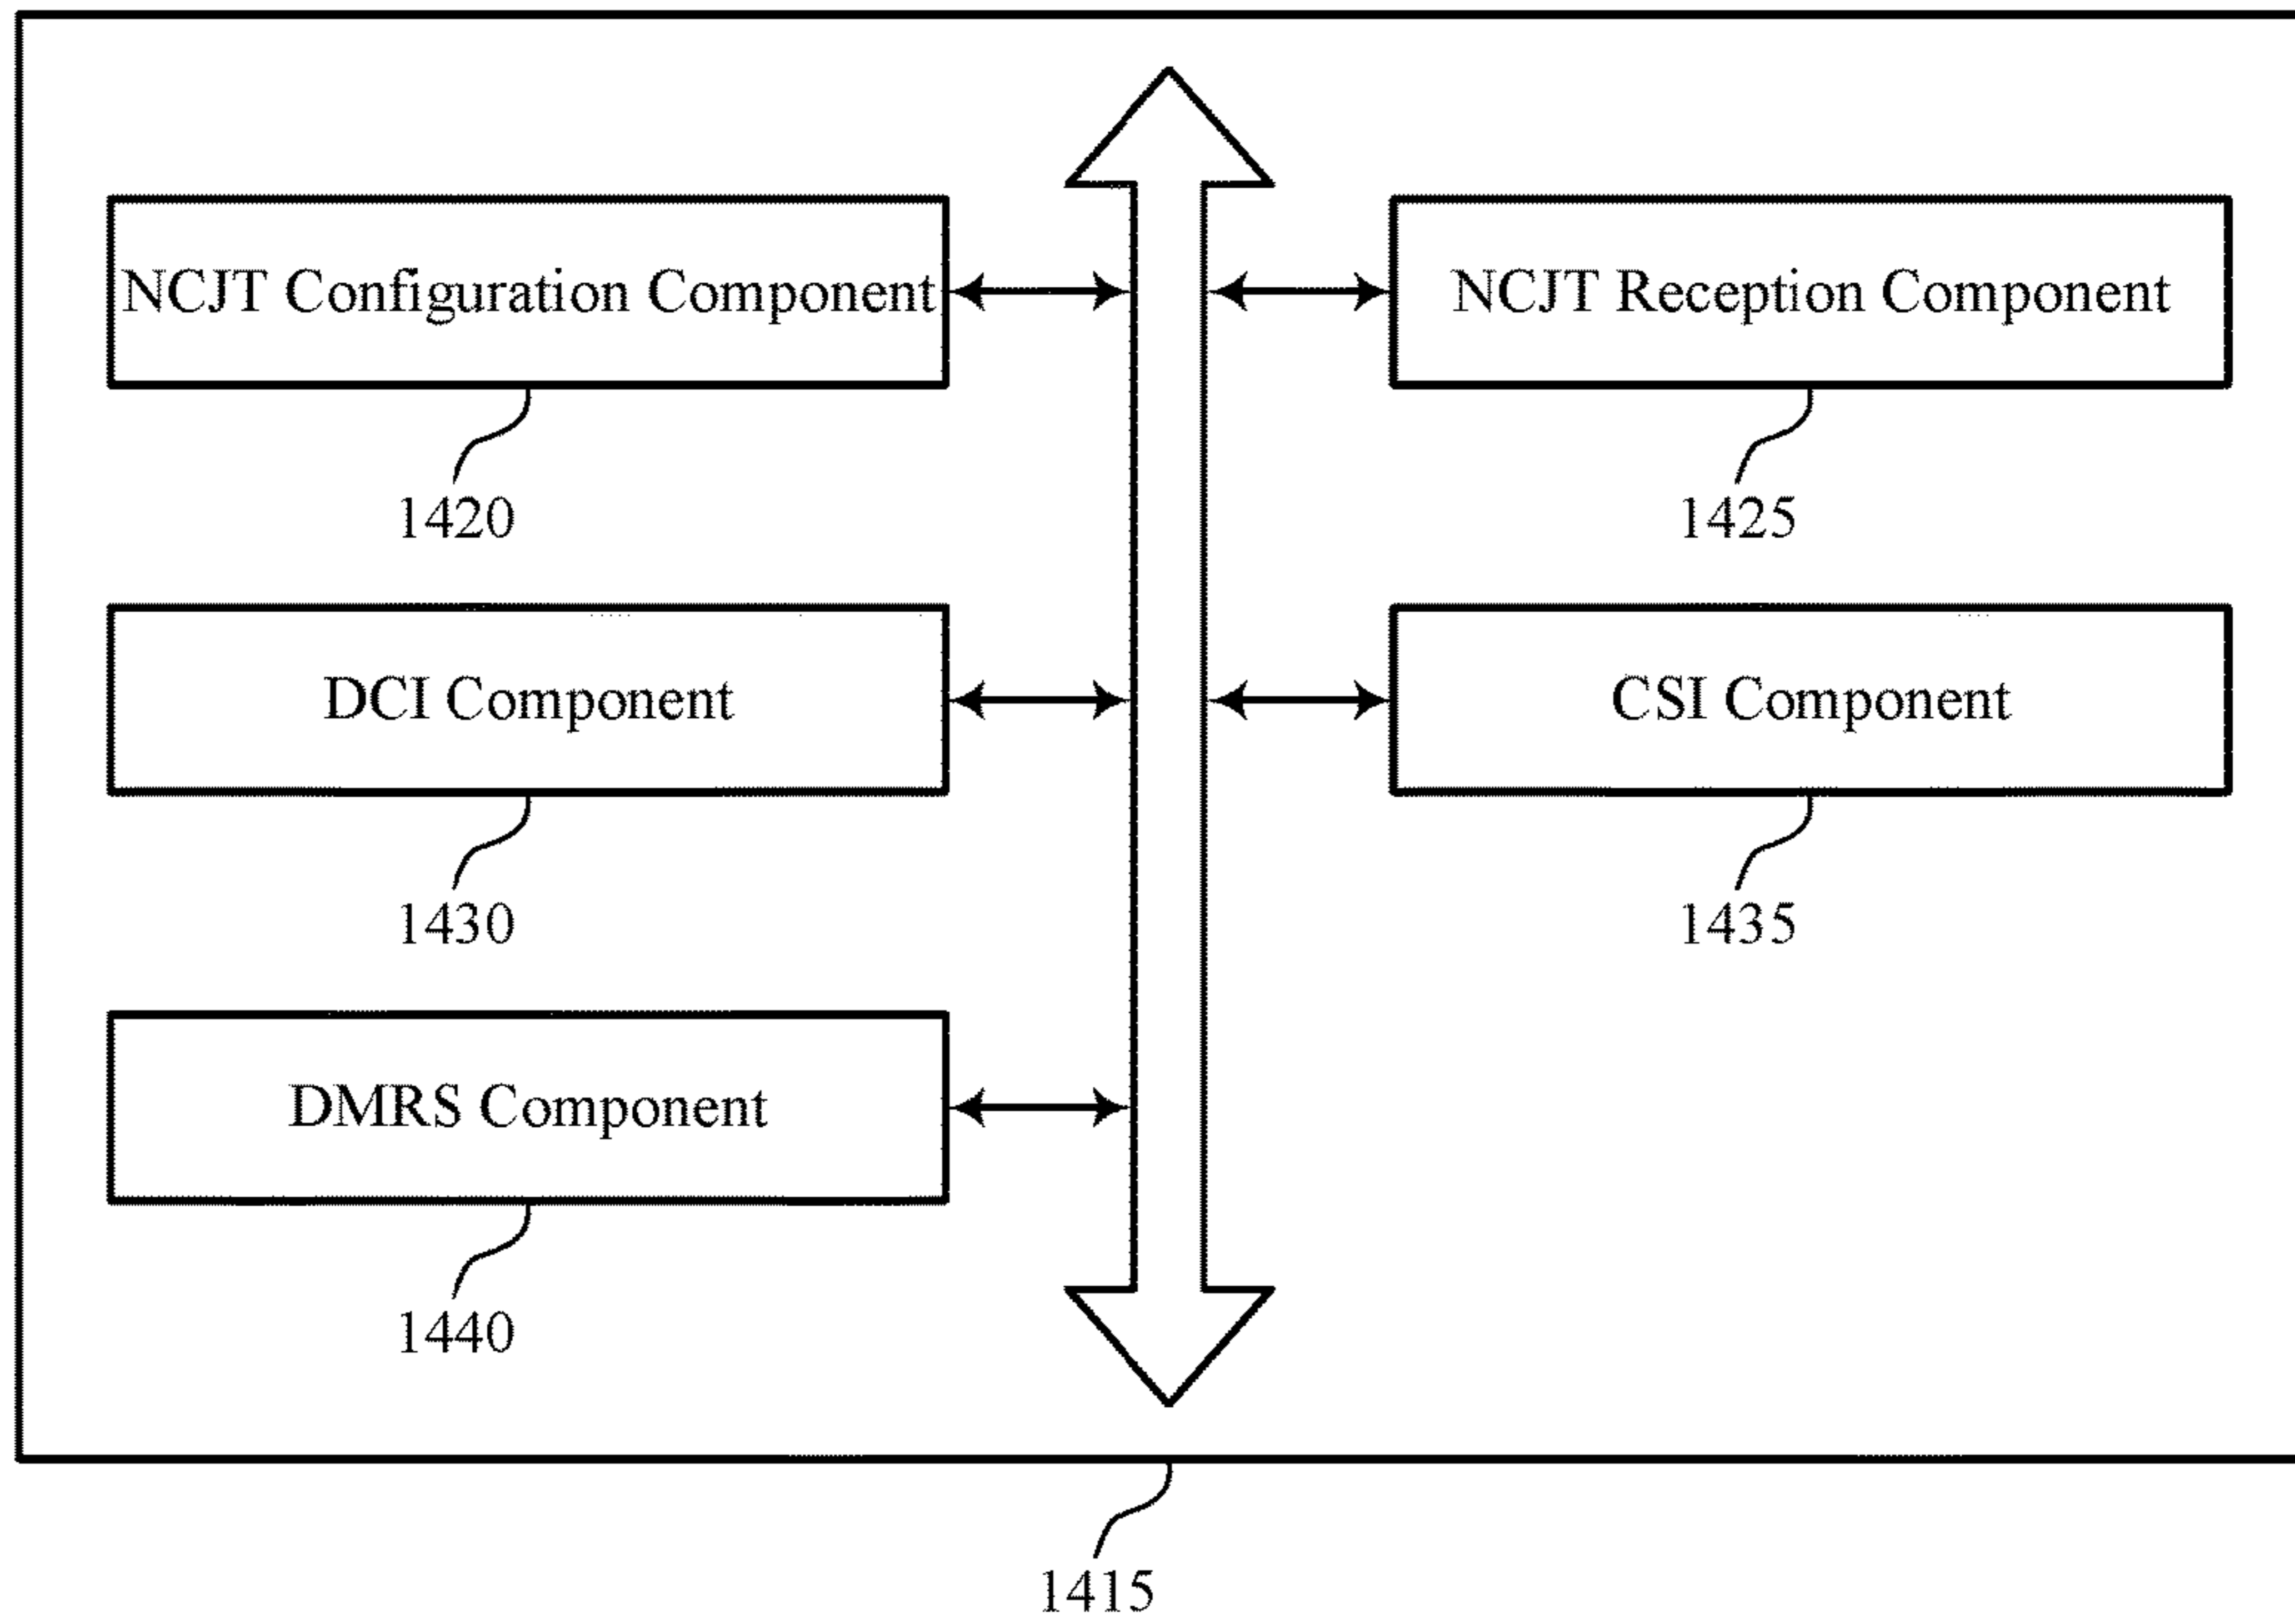 NCJT Configuration Component
NCJT Reception Component
1420
1425
DCI Component
CSI Component
1430
1435
DMRS Component
1440
1415